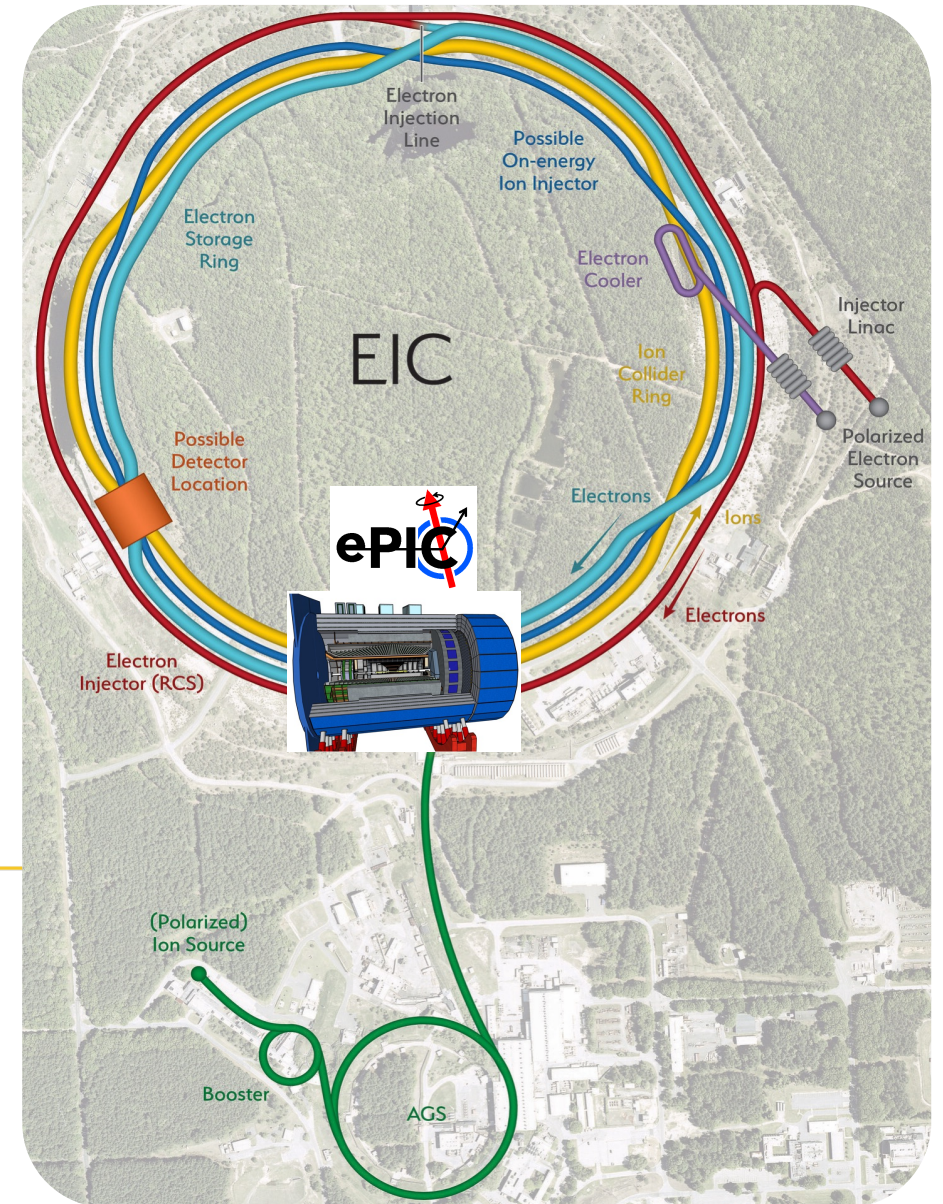 Electron
Injection
Line
Possible
On-energy
Ion Injector
Electron
Storage
Ring
Electron
Cooler
Injector
Linac
EIC
Ion
Collider
Ring
Polarized
Electron
Source
Possible
Detector
Location
Electrons
Ions
ePIC
Electrons
Electron
Injector (RCS)
(Polarized)
Ion Source
Booster
AGS